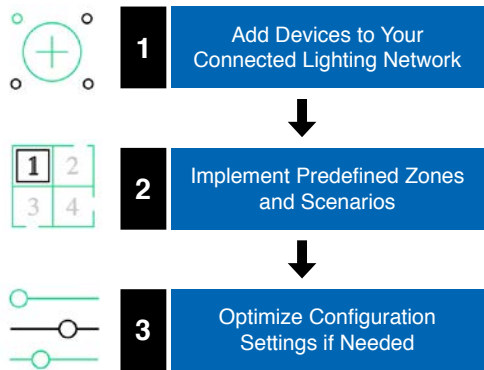 1
Add Devices to Your
Connected Lighting Network
1 2
3 4
2
Implement Predefined Zones
and Scenarios
3
Optimize Configuration
Settings if Needed